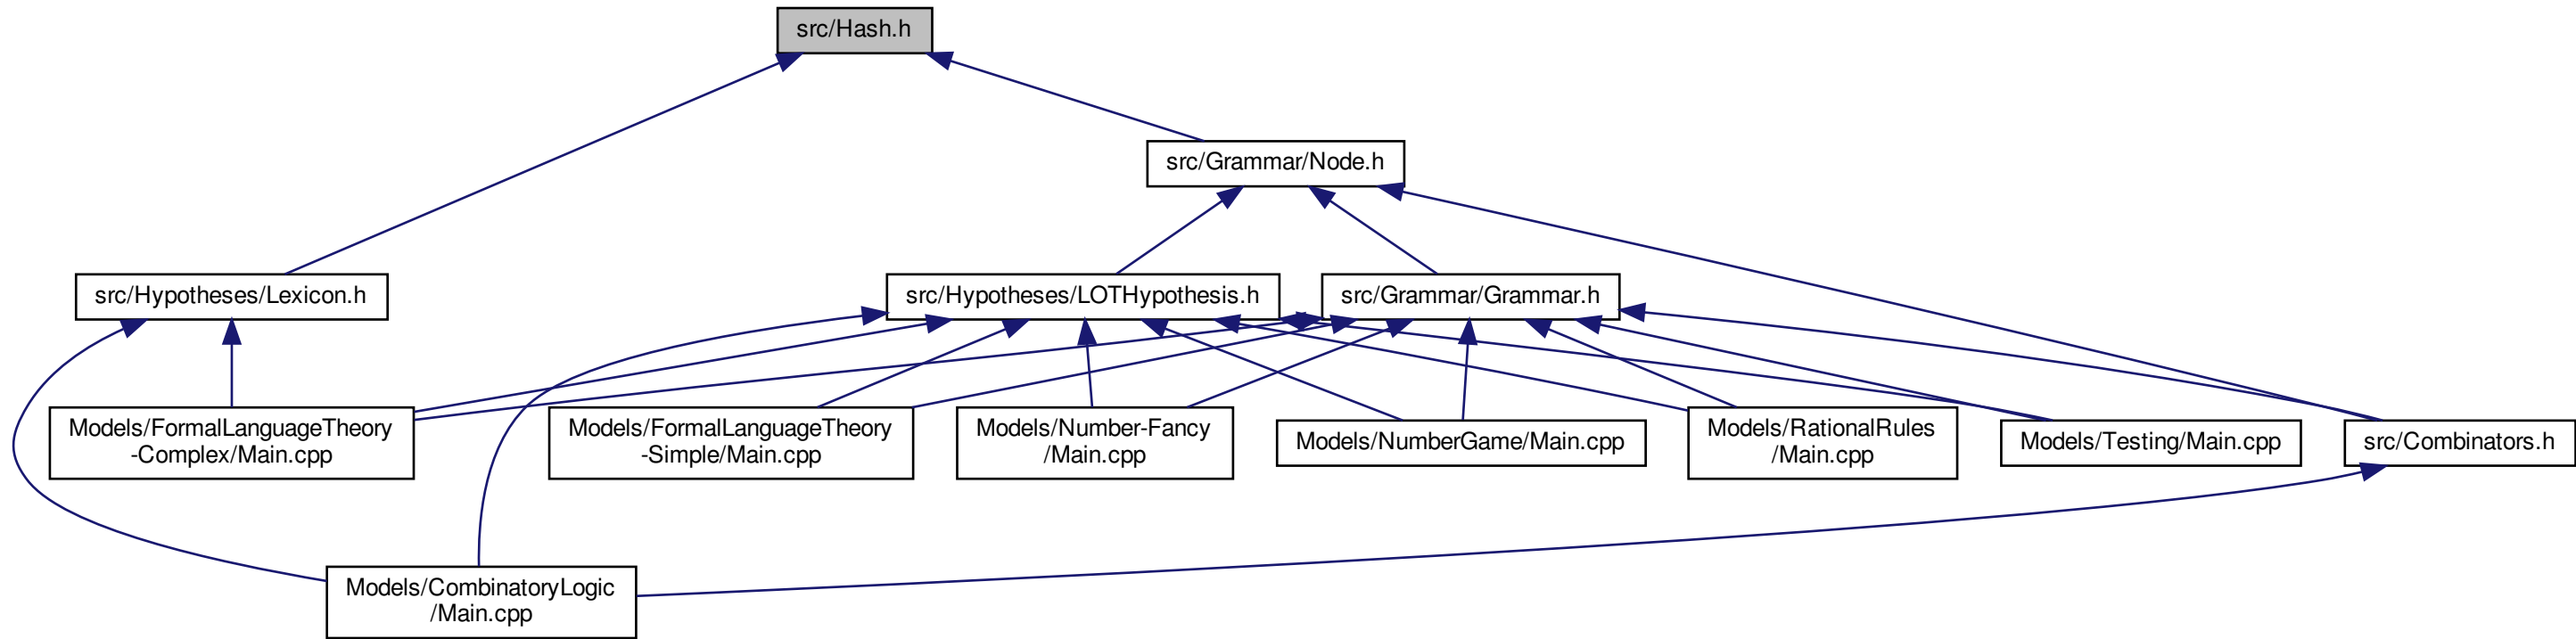 src/Hash.h
src/Grammar/Node.h
src/Hypotheses/Lexicon.h
src/Hypotheses/LOTHypothesis.h
src/Grammar/Grammar.h
Models/FormalLanguageTheory
-Complex/Main.cpp
Models/FormalLanguageTheory
-Simple/Main.cpp
Models/Number-Fancy
/Main.cpp
Models/NumberGame/Main.cpp
Models/RationalRules
/Main.cpp
Models/Testing/Main.cpp
src/Combinators.h
Models/CombinatoryLogic
/Main.cpp